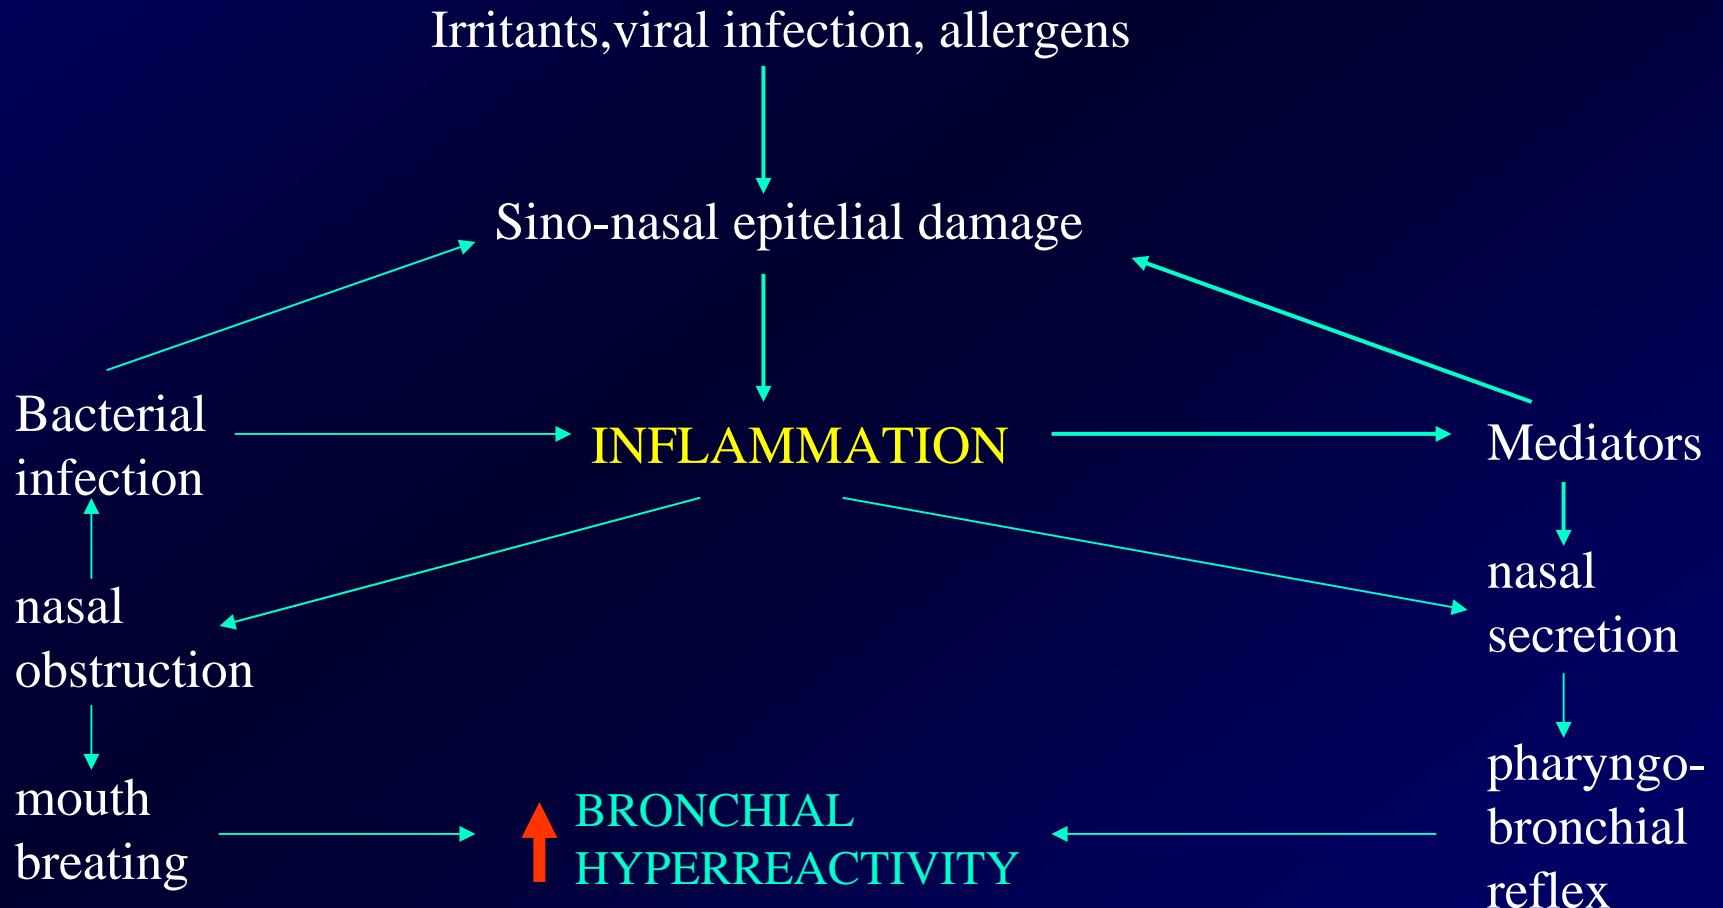 Irritants,viral infection, allergens
Sino-nasal epitelial damage
Bacterial
infection
INFLAMMATION
Mediators
nasal
obstruction
nasal
secretion
mouth
breating
BRONCHIAL
HYPERREACTIVITY
pharyngo-
bronchial
reflex